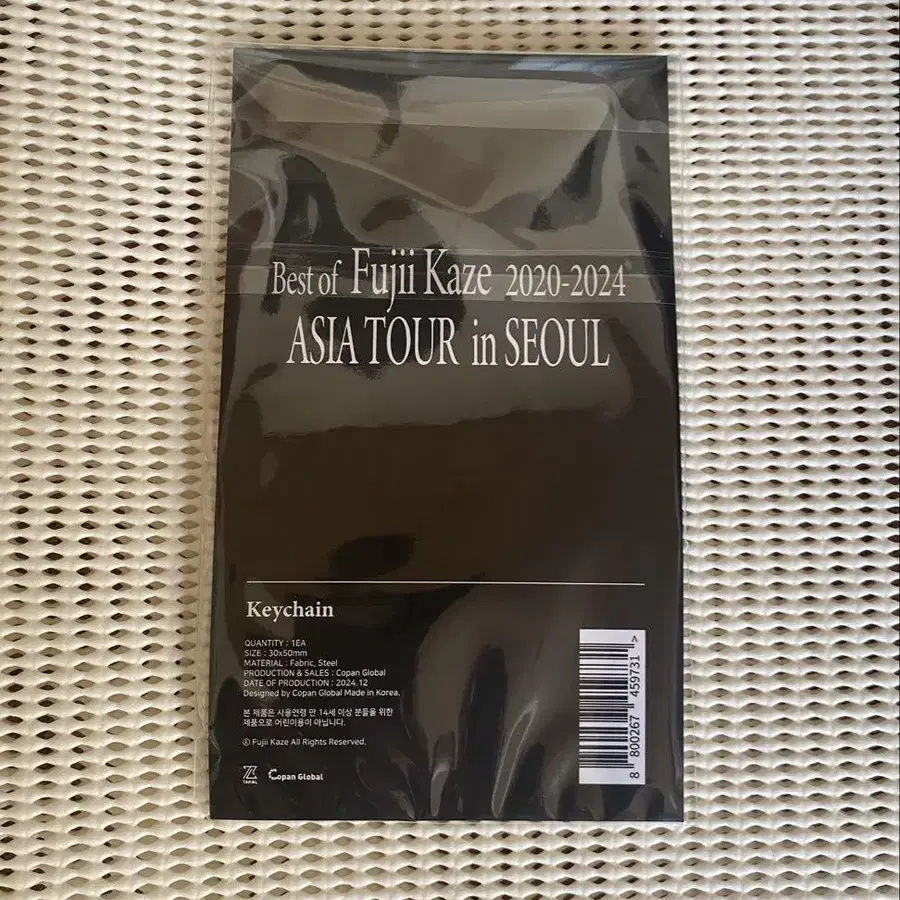 Best of Fujii Kaze 2020-2024
ASIA TOUR in SEOUL
Keychain
QUANTITY : 1EA
SIZE : 30x50mm
MATERIAL : Fabric, Steel
PRODUCTION & SALES : Copan Global
DATE OF PRODUCTION : 2024.12
Designed by Copan Global Made in Korea.
본 제품은 사용연령 만 14세 이상 분들을 위한
제품으로 어린이용이 아닙니다.
ⓒ Fujii Kaze All Rights Reserved.
Copan Global
8 800267 459731 >